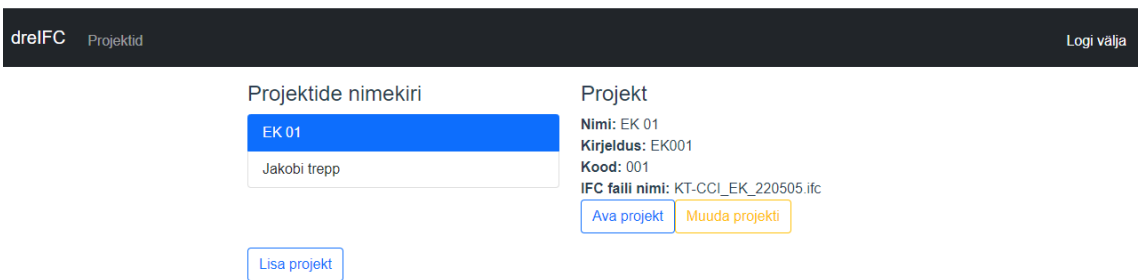 dreIFC Projektid Logi välja
Projektide nimekiri
EK 01
Jakobi trepp
Projekt
Nimi: EK 01
Kirjeldus: EK001
Kood: 001
IFC faili nimi: KT-CCI_EK_220505.ifc
Ava projekt Muuda projekti
Lisa projekt